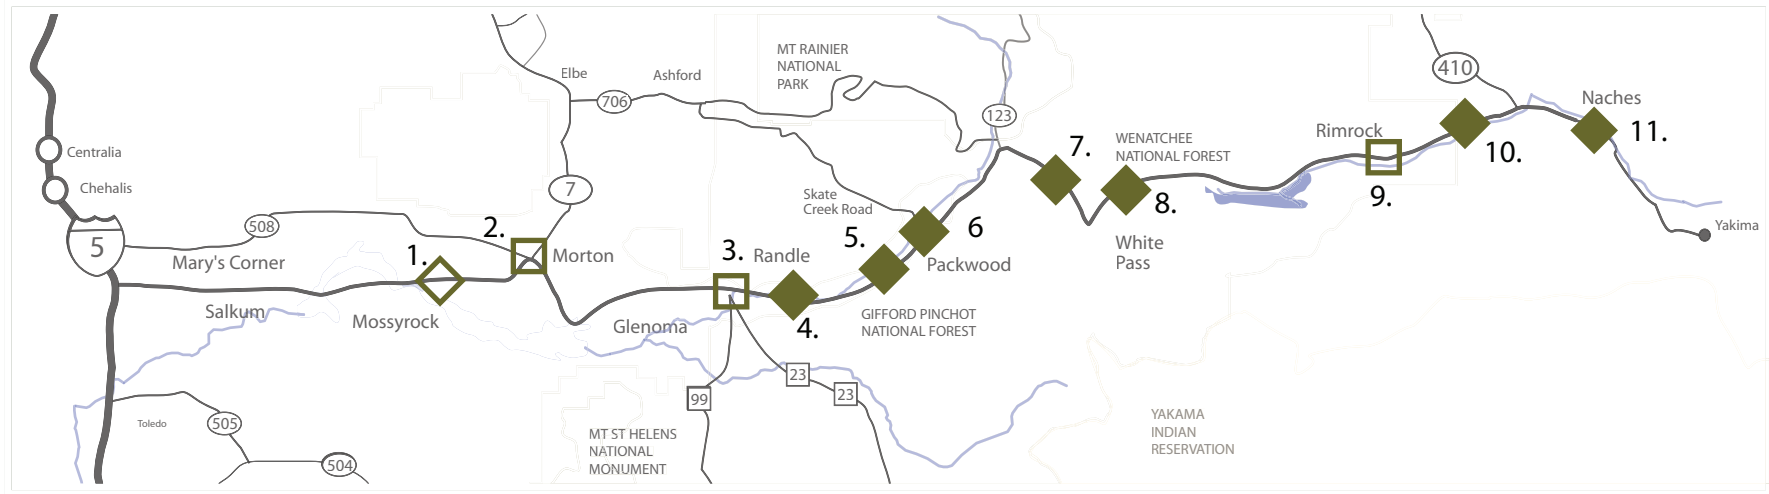 MT RAINIER
NATIONAL
PARK
Elbe
Ashford
706
410
Naches
123
Rimrock
11.
10.
WENATCHEE
NATIONAL FOREST
7.
Centralia
Chehalis
7
Skate
Creek Road
8.
9.
508
2.
5.
6
Yakima
5
Mary's Corner
1.
Morton
3.
Randle
Packwood
White
Pass
Salkum
Mossyrock
Glenoma
4.
GIFFORD PINCHOT
NATIONAL FOREST
23
23
99
Toledo
505
504
MT ST HELENS
NATIONAL
MONUMENT
YAKAMA
INDIAN
RESERVATION